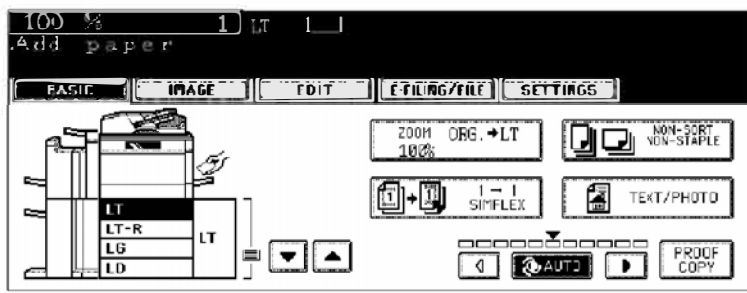 100 % 1 LT 1
Add paper
BASIC IMAGE EDIT E-FILING/FILE SETTINGS
ZOOM ORG.➔LT
100%
NON-SORT
NON-STAPLE
1 → 1
SIMPLEX
TEXT/PHOTO
LT
LT-R
LG
LD
LT
AUTO
PROOF
COPY